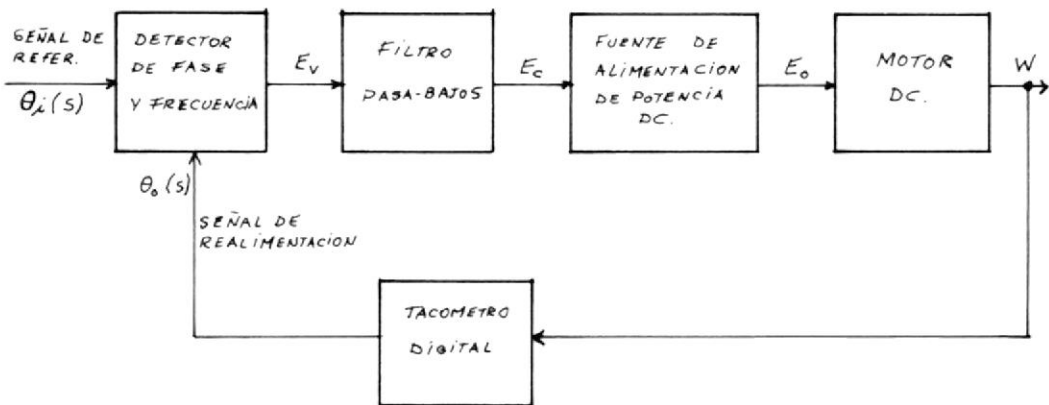 SEÑAL DE
REFER.
θi(s)
DETECTOR
DE FASE
Y FRECUENCIA
Ev
FILTRO
PASA-BAJOS
Ec
FUENTE DE
ALIMENTACION
DE POTENCIA
DC.
Eo
MOTOR
DC.
W
θo(s)
SEÑAL DE
REALIMENTACION
TACOMETRO
DIGITAL